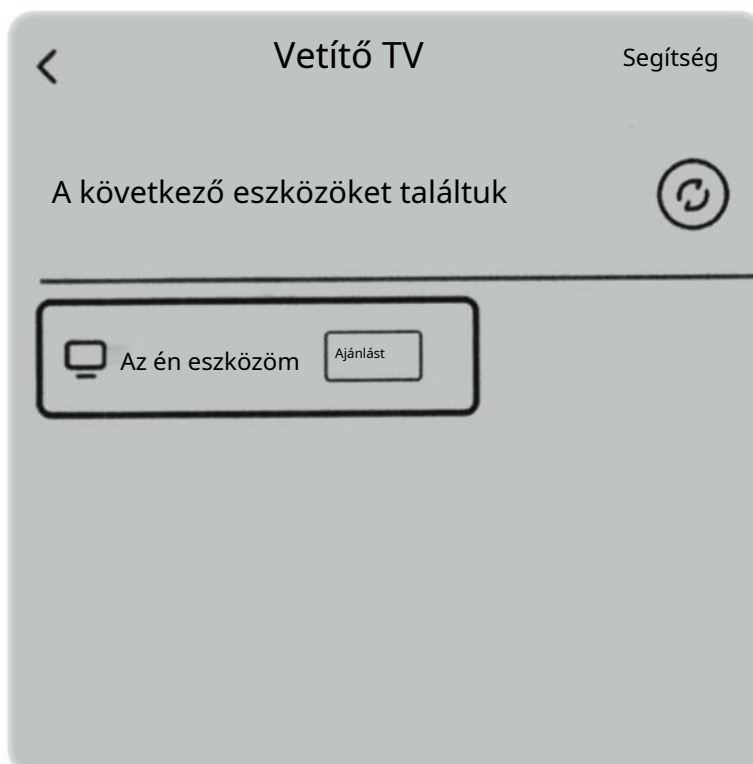 Vetítő TV
Segítség
A következő eszközöket találtuk
Az én eszközöm
Ajánlást